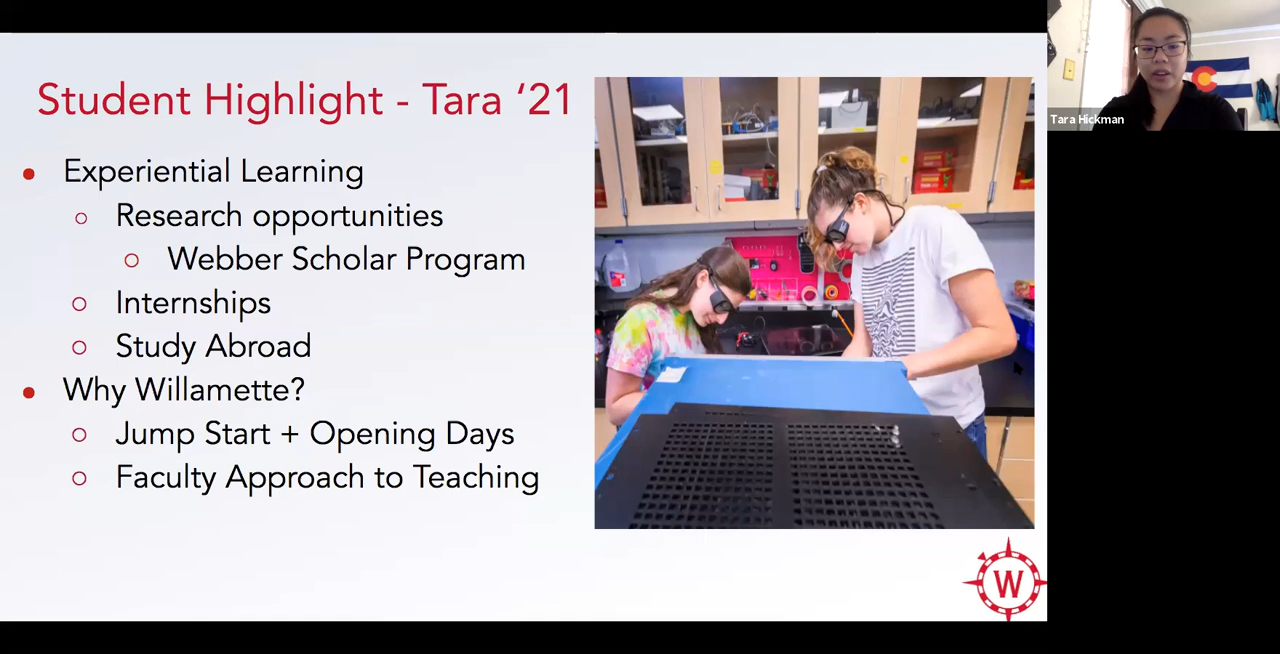 Student Highlight - Tara ‘21
Experiential Learning
Research opportunities
Webber Scholar Program
Internships
Study Abroad
Why Willamette?
Jump Start + Opening Days
Faculty Approach to Teaching
W
Tara Hickman